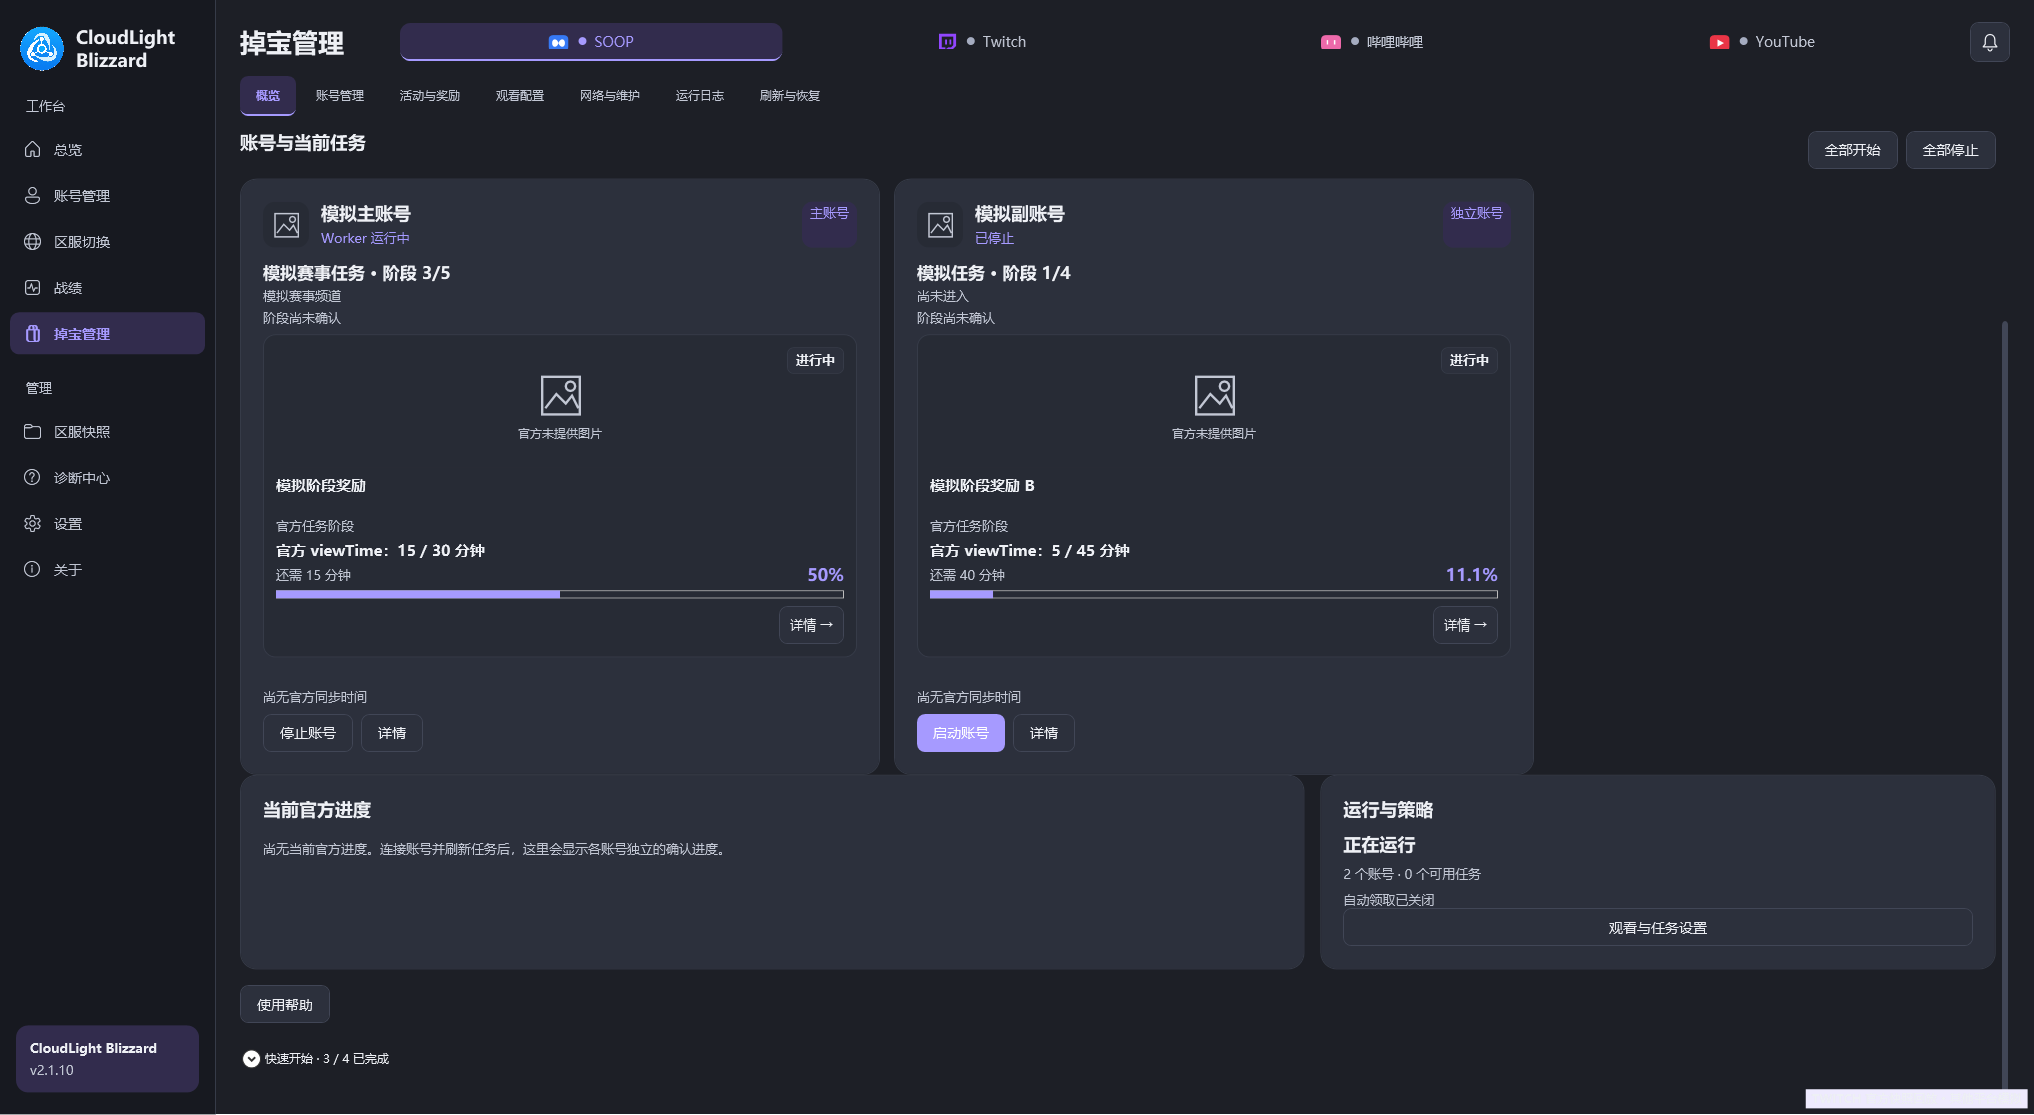 CloudLight
Blizzard
工作台
总览
账号管理
区服切换
战绩
掉宝管理
管理
区服快照
诊断中心
设置
关于
CloudLight Blizzard
v2.1.10
掉宝管理
SOOP
Twitch
哔哩哔哩
YouTube
概览
账号管理
活动与奖励
观看配置
网络与维护
运行日志
刷新与恢复
账号与当前任务
全部开始
全部停止
模拟主账号
Worker 运行中
主账号
模拟赛事任务 • 阶段 3/5
模拟赛事频道
阶段尚未确认
进行中
官方未提供图片
模拟阶段奖励
官方任务阶段
官方 viewTime：15 / 30 分钟
还需 15 分钟
50%
详情 →
尚无官方同步时间
停止账号
详情
模拟副账号
已停止
独立账号
模拟任务 • 阶段 1/4
尚未进入
阶段尚未确认
进行中
官方未提供图片
模拟阶段奖励 B
官方任务阶段
官方 viewTime：5 / 45 分钟
还需 40 分钟
11.1%
详情 →
尚无官方同步时间
启动账号
详情
当前官方进度
尚无当前官方进度。连接账号并刷新任务后，这里会显示各账号独立的确认进度。
运行与策略
正在运行
2 个账号 · 0 个可用任务
自动领取已关闭
观看与任务设置
使用帮助
快速开始 · 3 / 4 已完成